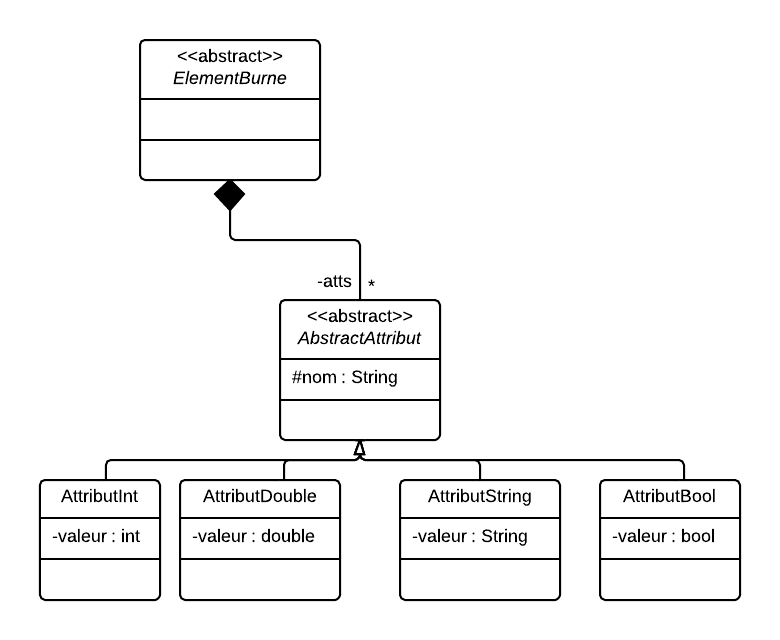 <<abstract>>
ElementBurne
-atts
*
<<abstract>>
AbstractAttribut
#nom : String
AttributInt
-valeur : int
AttributDouble
-valeur : double
AttributString
-valeur : String
AttributBool
-valeur : bool